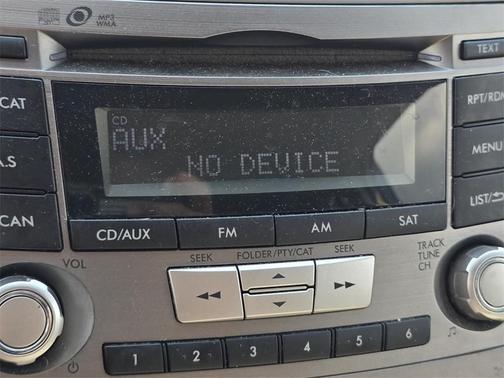 MP3
WMA
TEXT
CAT
RPT/RDM
CD
AUX
NO DEVICE
A.S
MENU
SCAN
LIST/
CD/AUX
FM
AM
SAT
VOL
SEEK
FOLDER/PTY/CAT
SEEK
TRACK
TUNE
CH
1
2
3
4
5
6